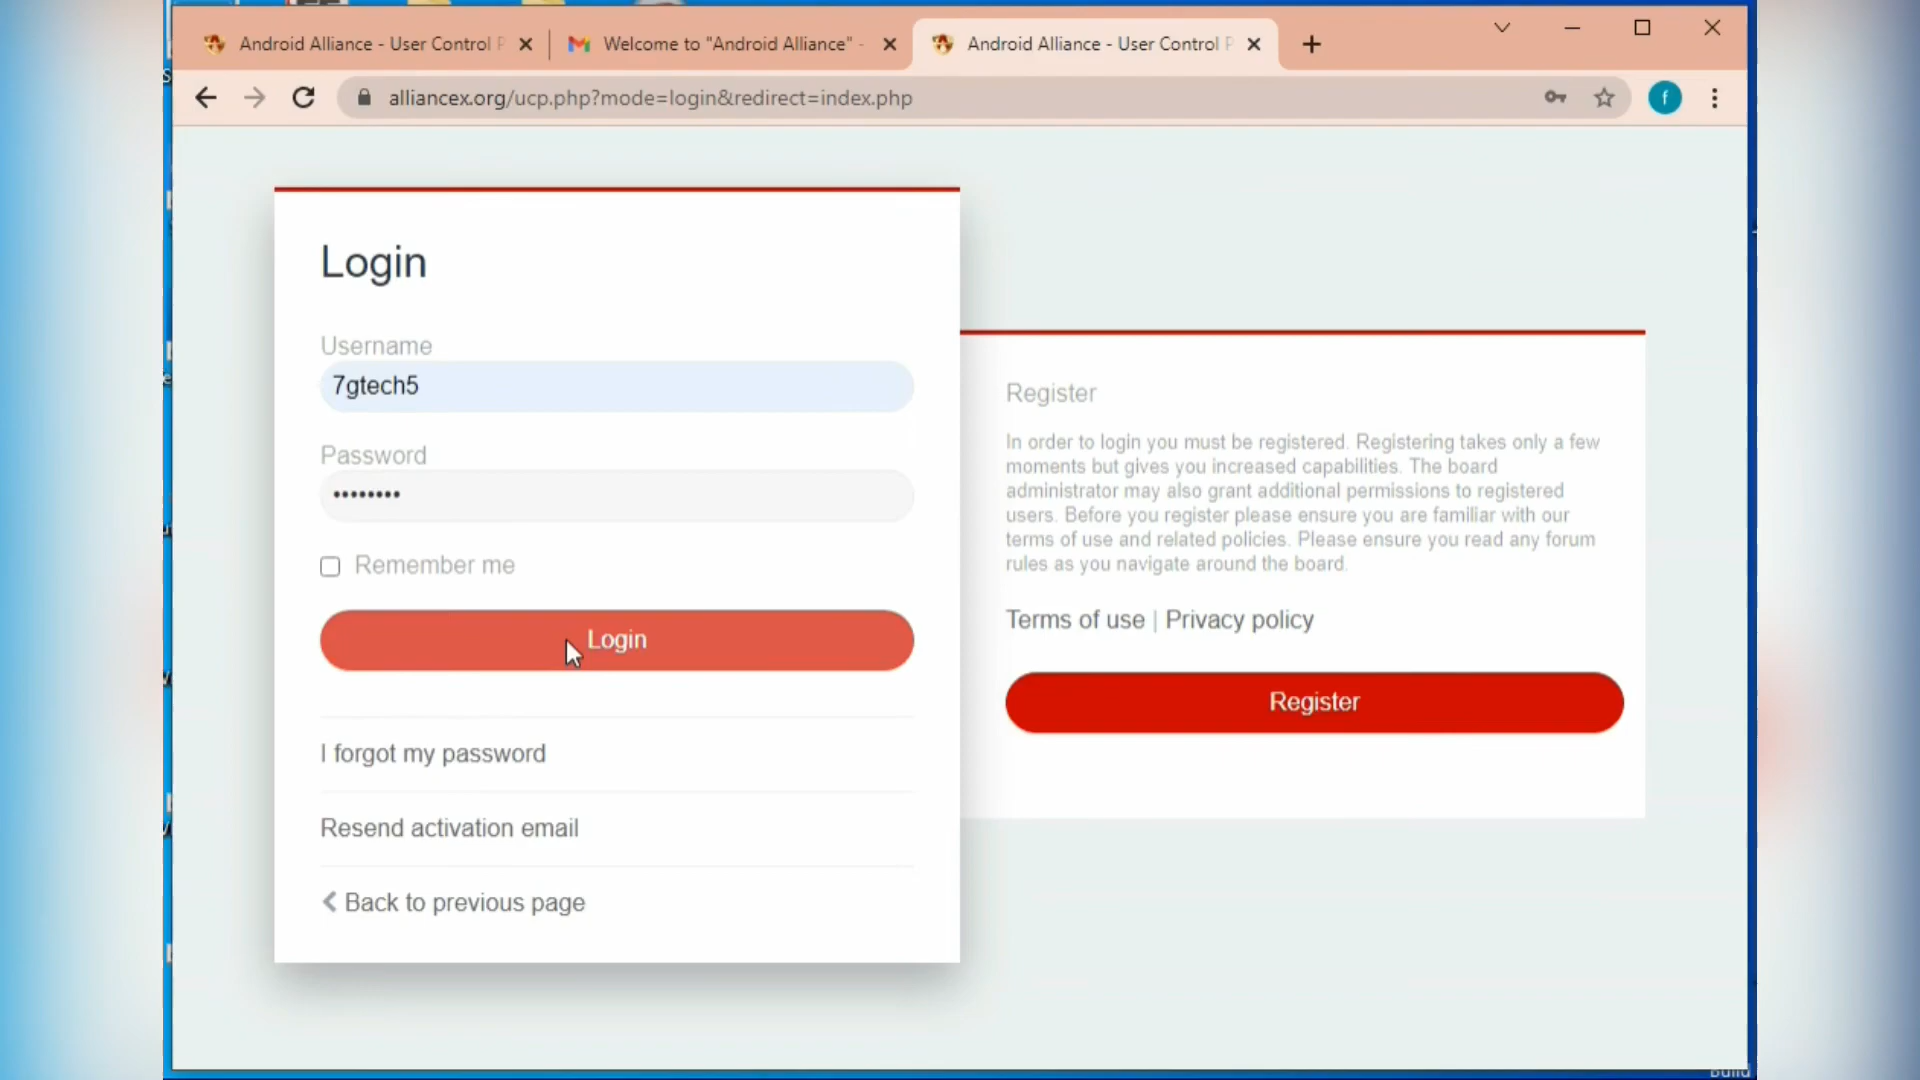 Android Alliance - User Control P
Welcome to "Android Alliance" -
Android Alliance - User Control P
alliancex.org/ucp.php?mode=login&redirect=index.php
f
Login
Username
7gtech5
Password
••••••••
Remember me
Login
I forgot my password
Resend activation email
Back to previous page
Register
In order to login you must be registered. Registering takes only a few
moments but gives you increased capabilities. The board
administrator may also grant additional permissions to registered
users. Before you register please ensure you are familiar with our
terms of use and related policies. Please ensure you read any forum
rules as you navigate around the board.
Terms of use | Privacy policy
Register